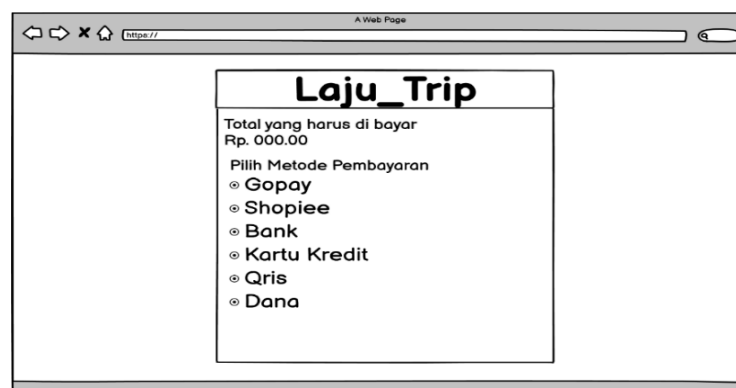 A Web Page
https://
Laju_Trip
Total yang harus di bayar
Rp. 000.00
Pilih Metode Pembayaran
Gopay
Shopiee
Bank
Kartu Kredit
Qris
Dana